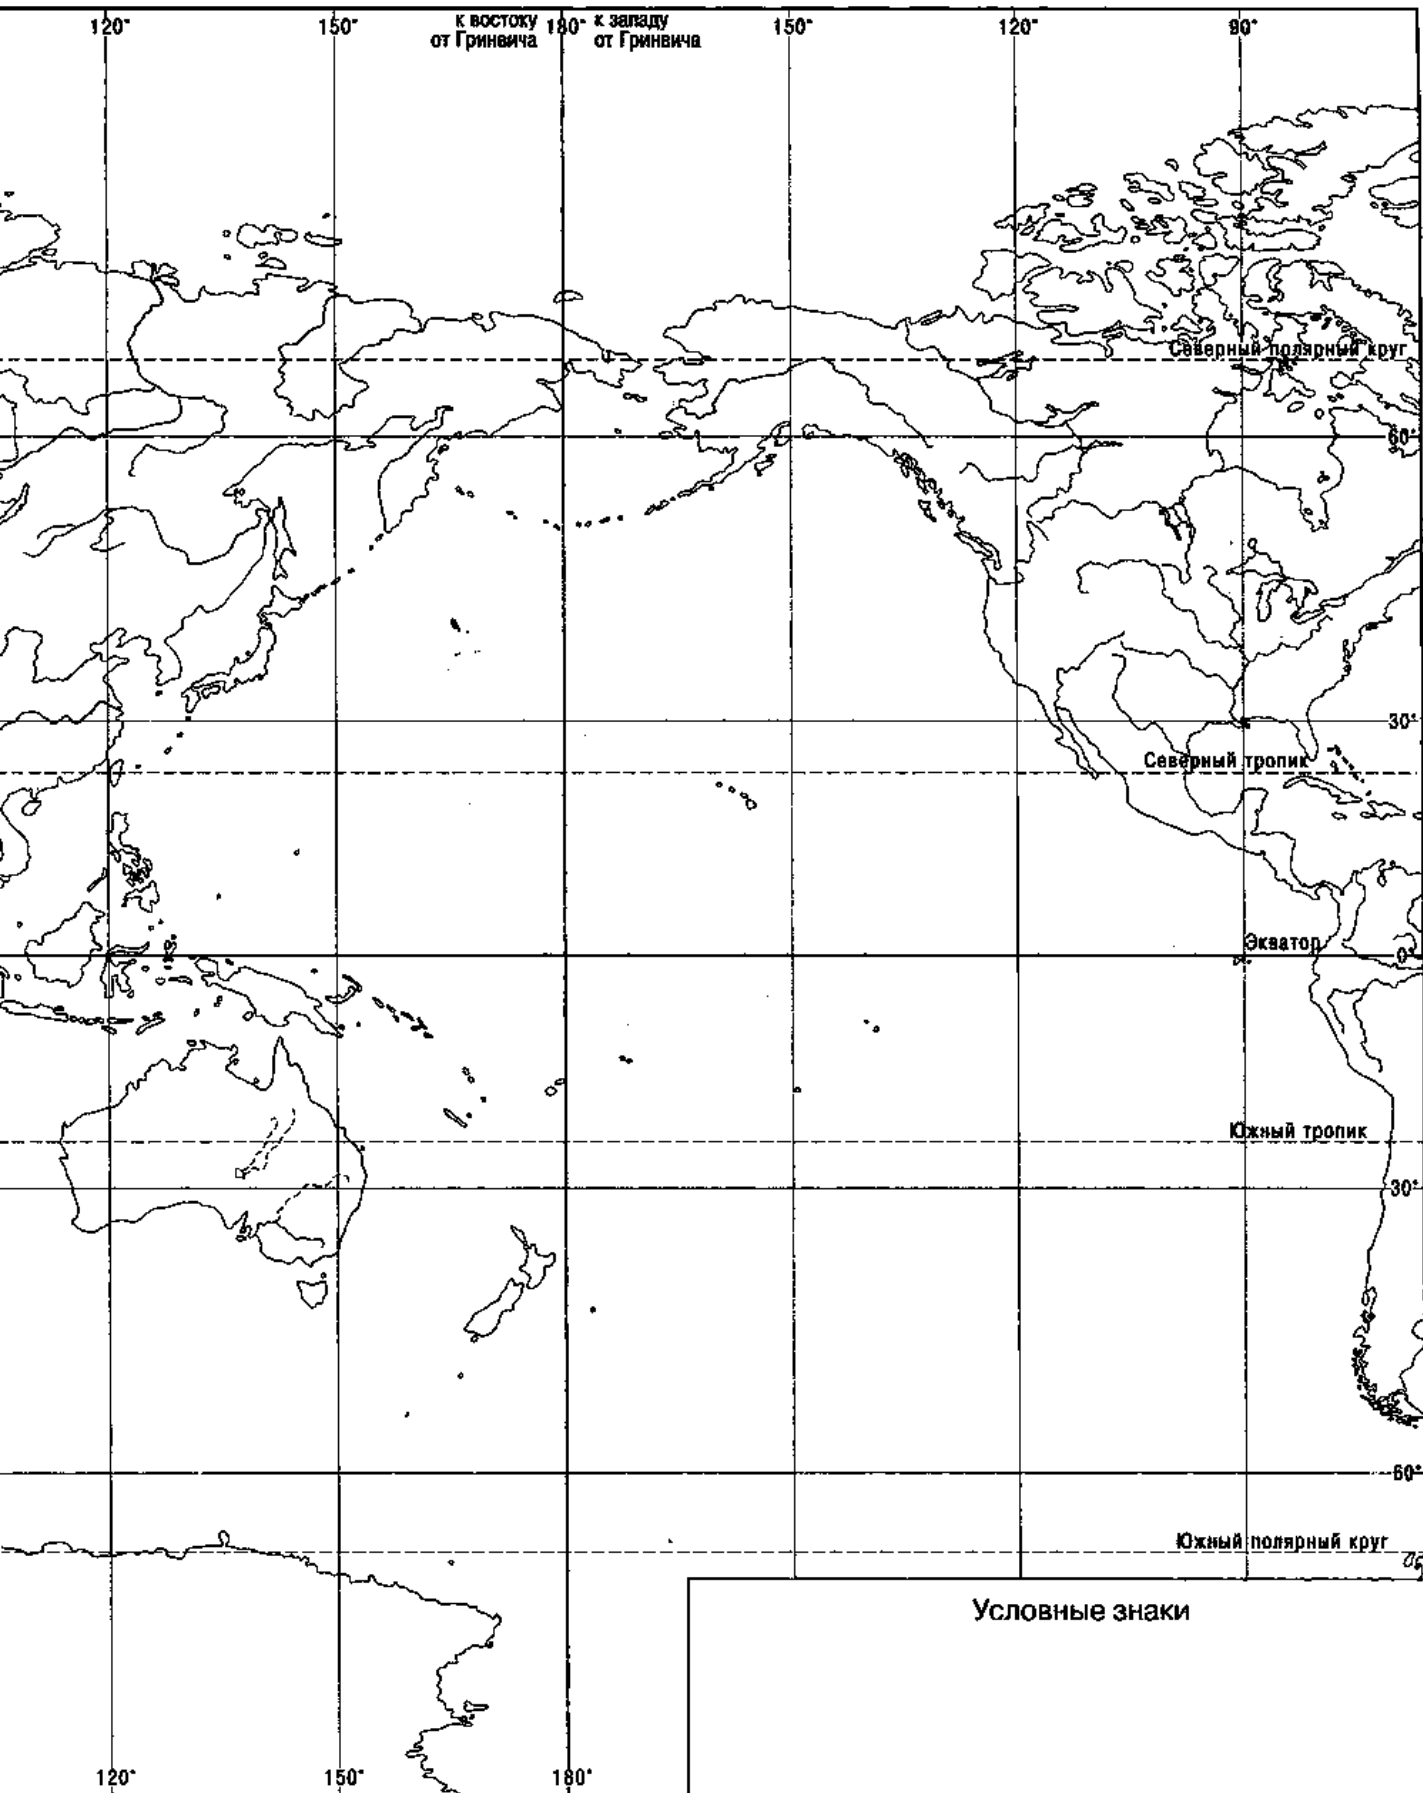 120° 150° к востоку 180° к западу 150° 120° 90°
от Гринвича от Гринвича
Северный полярный круг
60°
30°
Северный тропик
Экватор 0°
Южный тропик
30°
60°
Южный полярный круг
Условные знаки
120° 150° 180°